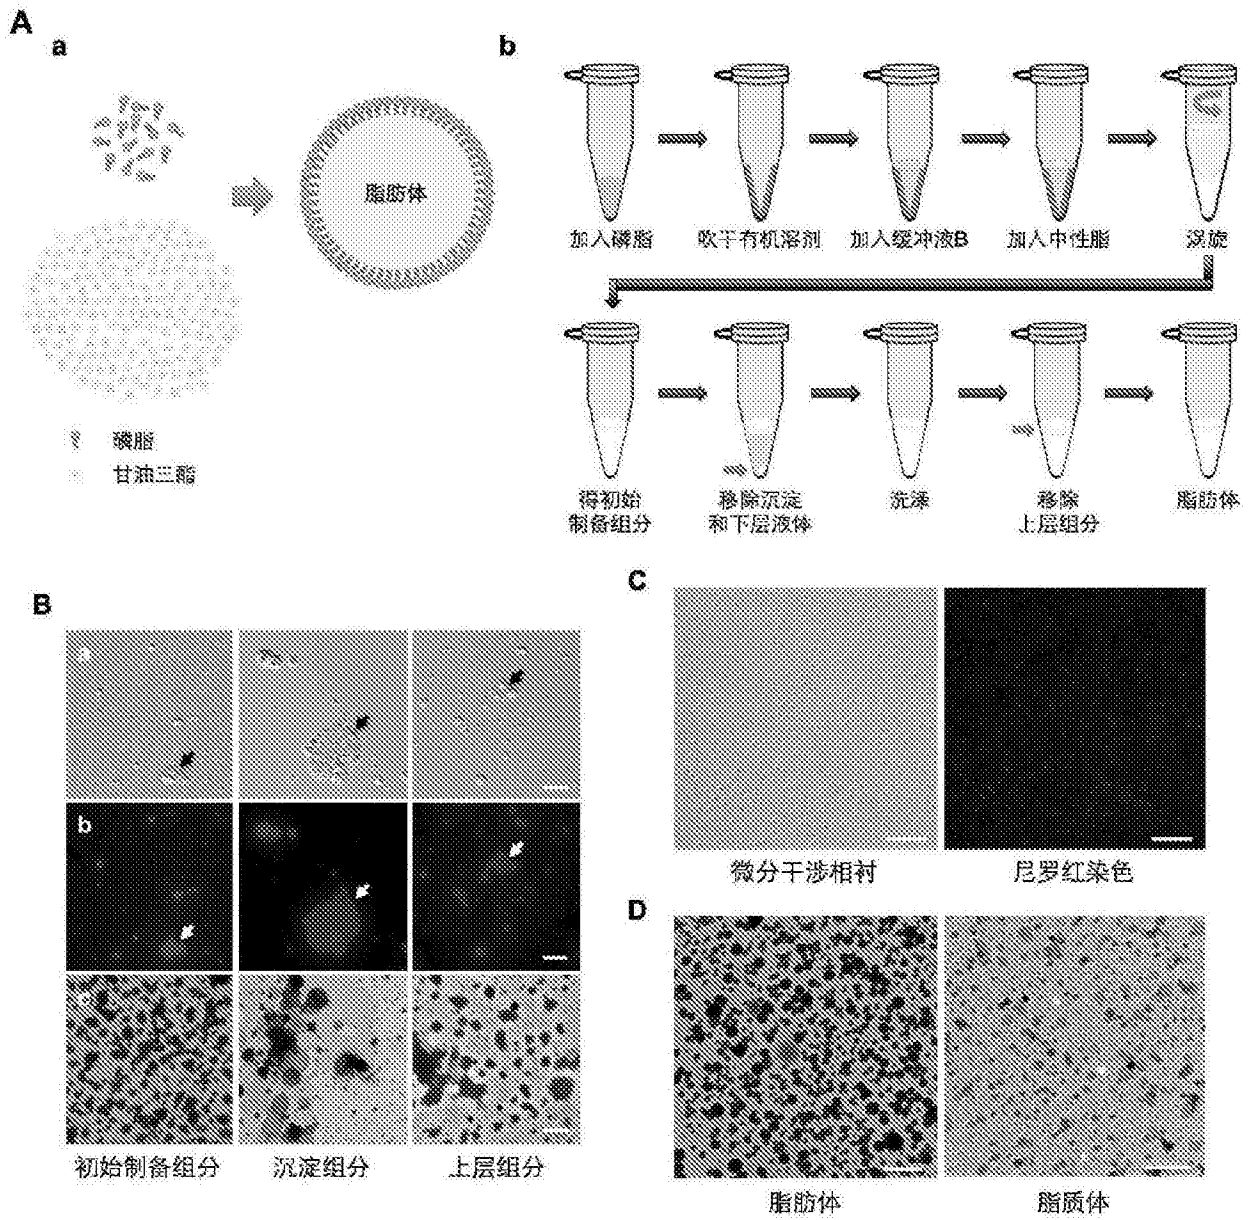 A
a
b
脂肪体
磷脂
甘油三酯
加入磷脂
吹干有机溶剂
加入缓冲液B
加入中性脂
涡旋
得初始
制备组分
移除沉淀
和下层液体
洗涤
移除
上层组分
脂肪体
B
a
b
c
初始制备组分
沉淀组分
上层组分
C
微分干涉相衬
尼罗红染色
D
脂肪体
脂质体